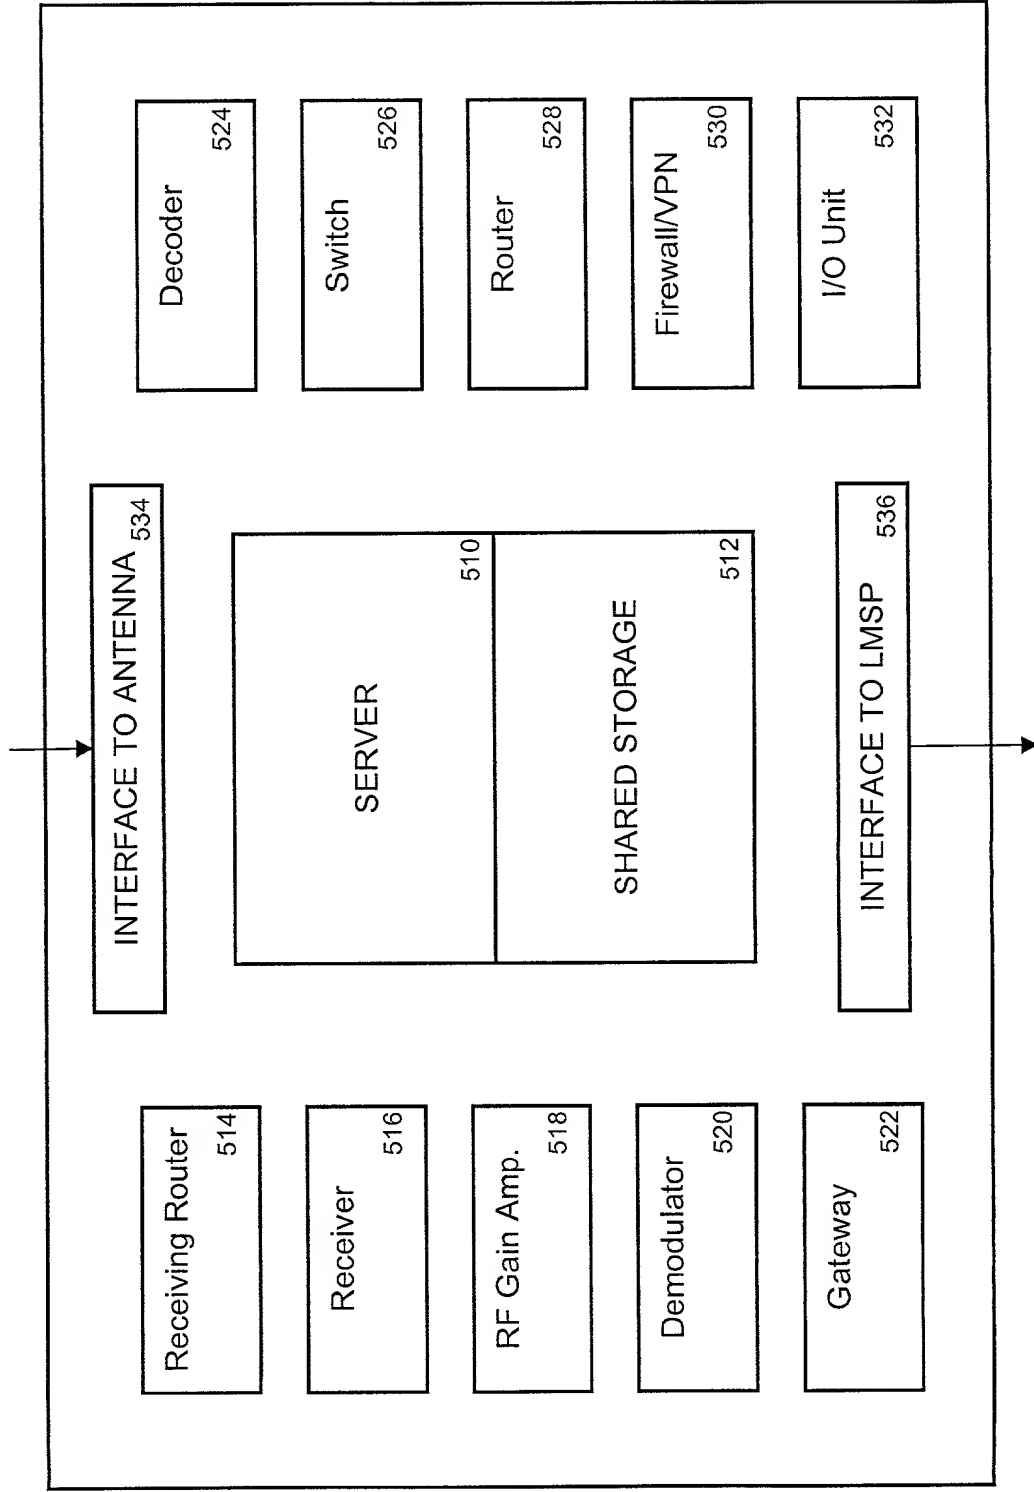 Receiving Router
514
Receiver
516
RF Gain Amp.
518
Demodulator
520
Gateway
522
INTERFACE TO ANTENNA
534
SERVER
510
SHARED STORAGE
512
INTERFACE TO LMSP
536
Decoder
524
Switch
526
Router
528
Firewall/VPN
530
I/O Unit
532